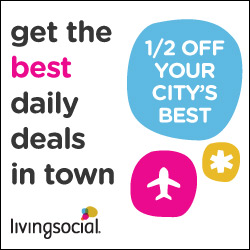 get the
best
daily
deals
in town
1/2 OFF
YOUR
CITY'S
BEST
livingsocial.